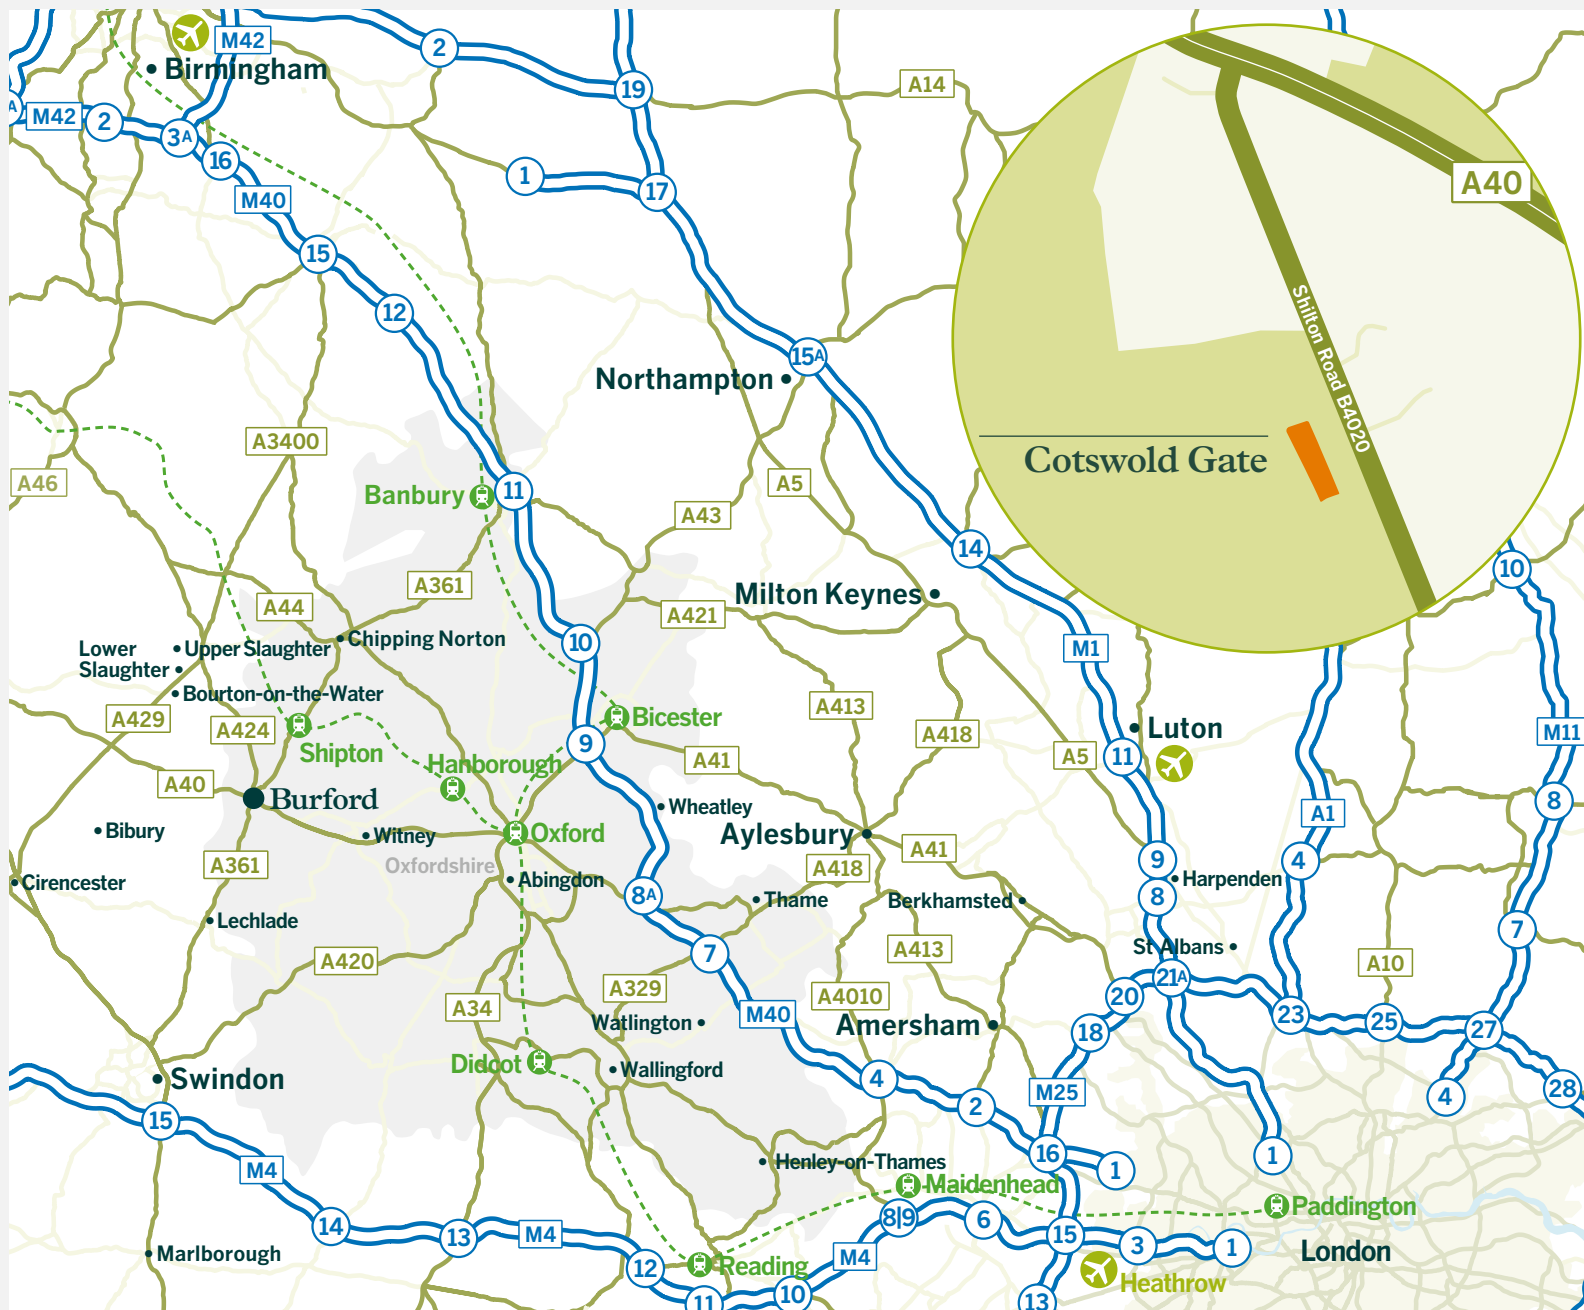 M42
2
Birmingham
19
A14
A
M42
2
3A
16
1
17
M40
A40
15
12
Shilton Road B4020
15A
Northampton
A3400
Cotswold Gate
A46
Banbury
11
A5
A43
14
10
A361
Milton Keynes
A44
A421
Chipping Norton
10
M1
Lower
Slaughter
Upper Slaughter
Bourton-on-the-Water
A429
A424
Shipton
A413
Bicester
A418
Luton
M11
9
A5
11
Hanborough
A41
A40
Burford
Wheatley
8
A1
Bibury
Witney
Oxford
Aylesbury
A41
A361
Oxfordshire
A418
9
4
Cirencester
Abingdon
8A
Thame
Berkhamsted
Harpenden
8
Lechlade
7
St Albans
A413
7
A420
A10
21A
A329
A4010
20
A34
M40
Watlington
Amersham
18
23
25
27
Didcot
Wallingford
4
Swindon
M25
28
4
2
15
16
1
1
M4
Henley-on-Thames
Maidenhead
Paddington
14
13
M4
8|9
6
15
3
1
London
Marlborough
M4
12
Reading
Heathrow
11
10
13